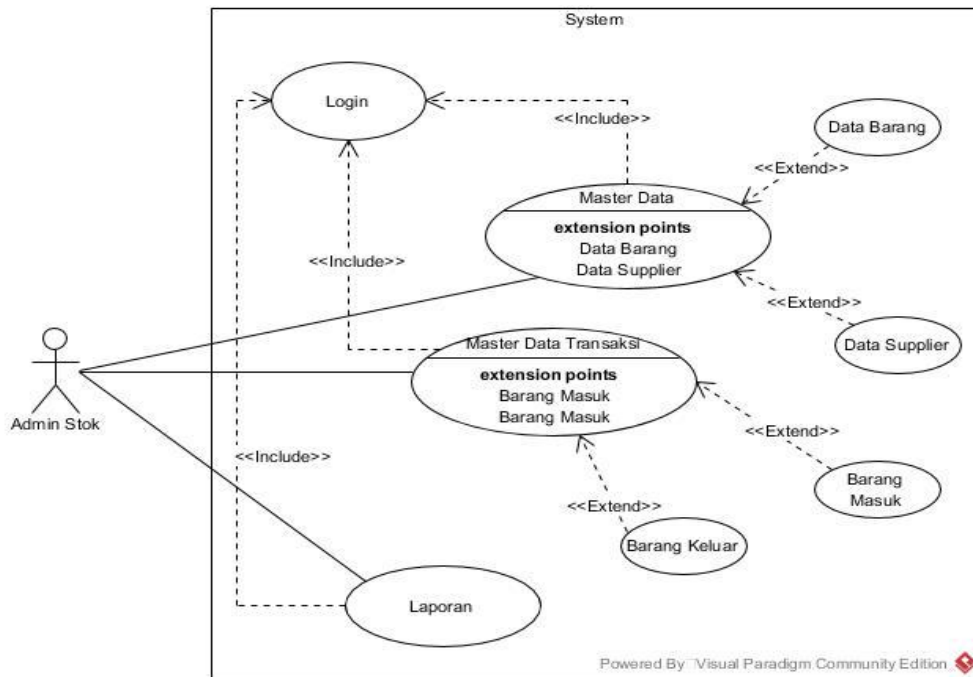 System
Login
<<Include>>
Data Barang
<<Extend>>
Master Data
extension points
Data Barang
Data Supplier
<<Include>>
<<Extend>>
Data Supplier
Master Data Transaksi
extension points
Barang Masuk
Barang Masuk
Admin Stok
<<Extend>>
<<Include>>
Barang
Masuk
<<Extend>>
Barang Keluar
Laporan
Powered By Visual Paradigm Community Edition